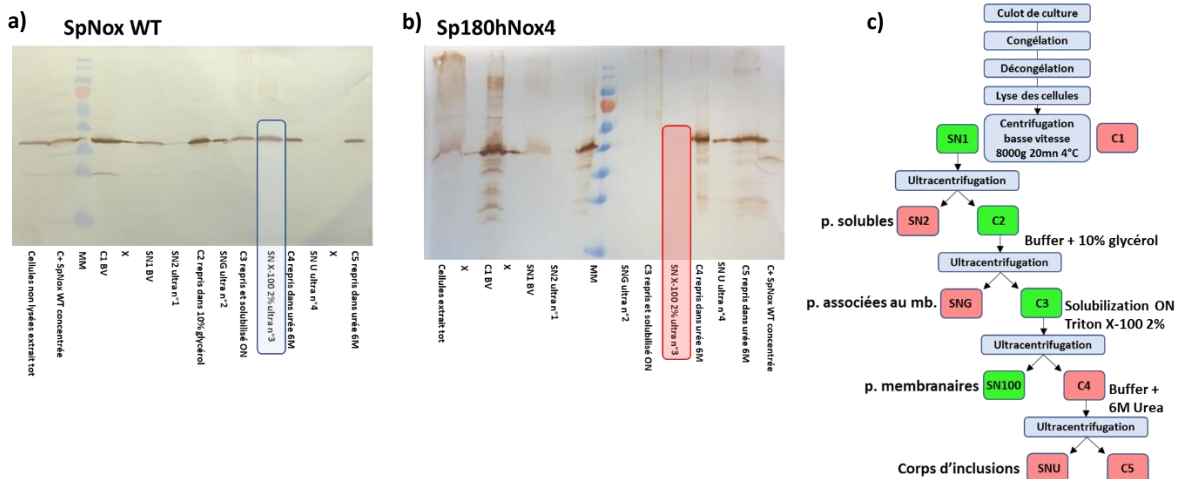 a)
SpNox WT
Cellules non lysées extrait tot
C+ SpNox WT concentrée
MM
C1 BV
X
SN1 BV
SN2 ultra n°1
C2 repris dans 10% glycérol
SNG ultra n°2
C3 repris et solubilisé ON
SN X-100 2% ultra n°3
C4 repris dans urée 6M
SN U ultra n°4
X
C5 repris dans urée 6M
b)
Sp180hNox4
Cellules extrait tot
X
C1 BV
X
SN1 BV
SN2 ultra n°1
MM
SNG ultra n°2
C3 repris et solubilisé ON
SN X-100 2% ultra n°3
C4 repris dans urée 6M
SN U ultra n°4
C5 repris dans urée 6M
C+ SpNox WT concentrée
c)
Culot de culture
Congélation
Décongélation
Lyse des cellules
Centrifugation
basse vitesse
8000g 20mn 4°C
SN1
C1
Ultracentrifugation
p. solubles
SN2
C2
Buffer + 10% glycérol
Ultracentrifugation
p. associées au mb.
SNG
C3
Solubilization ON
Triton X-100 2%
Ultracentrifugation
p. membranaires
SN100
C4
Buffer +
6M Urea
Ultracentrifugation
Corps d'inclusions
SNU
C5